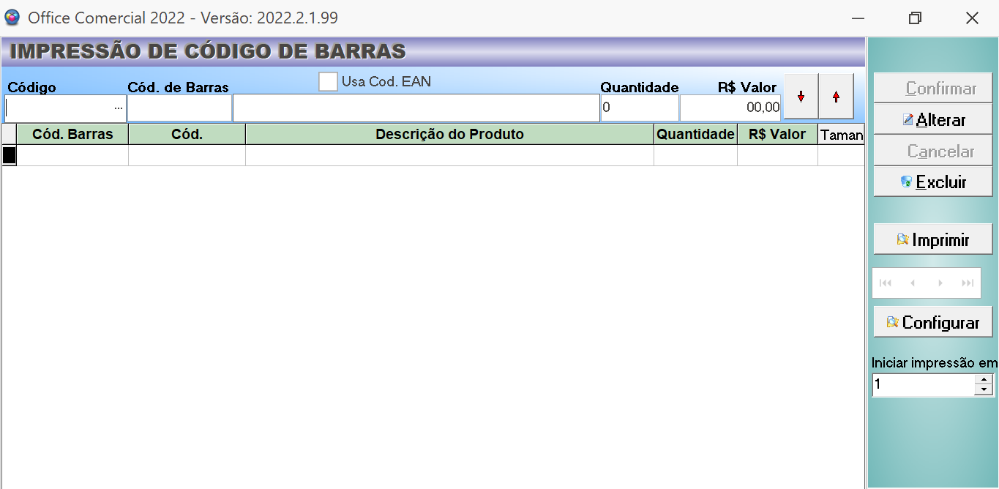 Office Comercial 2022 - Versão: 2022.2.1.99
IMPRESSÃO DE CÓDIGO DE BARRAS
Código Cód. de Barras Usa Cod. EAN Quantidade R$ Valor
... 0 00,00
Cód. Barras Cód. Descrição do Produto Quantidade R$ Valor Taman
Confirmar
Alterar
Cancelar
Excluir
Imprimir
Configurar
Iniciar impressão em
1